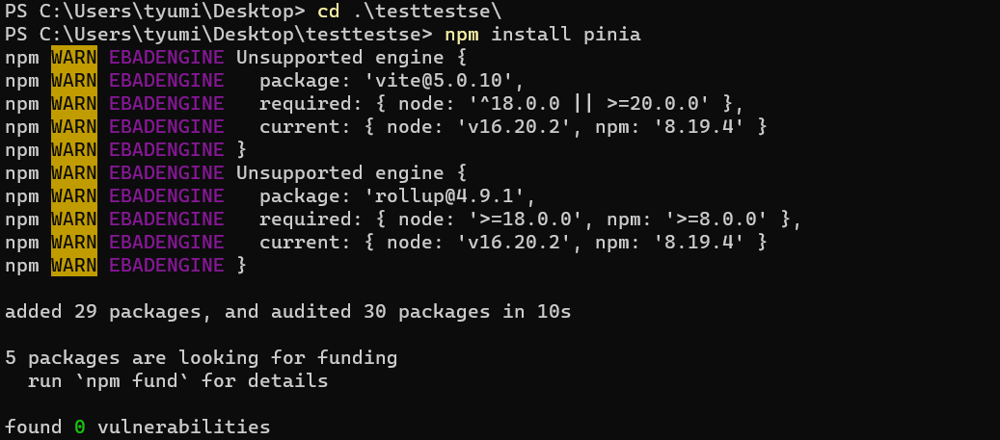 PS C:\Users\tyumi\Desktop> cd .\testtestse\
PS C:\Users\tyumi\Desktop\testtestse> npm install pinia
npm WARN EBADENGINE Unsupported engine {
npm WARN EBADENGINE   package: 'vite@5.0.10',
npm WARN EBADENGINE   required: { node: '^18.0.0 || >=20.0.0' },
npm WARN EBADENGINE   current: { node: 'v16.20.2', npm: '8.19.4' }
npm WARN EBADENGINE }
npm WARN EBADENGINE Unsupported engine {
npm WARN EBADENGINE   package: 'rollup@4.9.1',
npm WARN EBADENGINE   required: { node: '>=18.0.0', npm: '>=8.0.0' },
npm WARN EBADENGINE   current: { node: 'v16.20.2', npm: '8.19.4' }
npm WARN EBADENGINE }

added 29 packages, and audited 30 packages in 10s

5 packages are looking for funding
  run `npm fund` for details

found 0 vulnerabilities